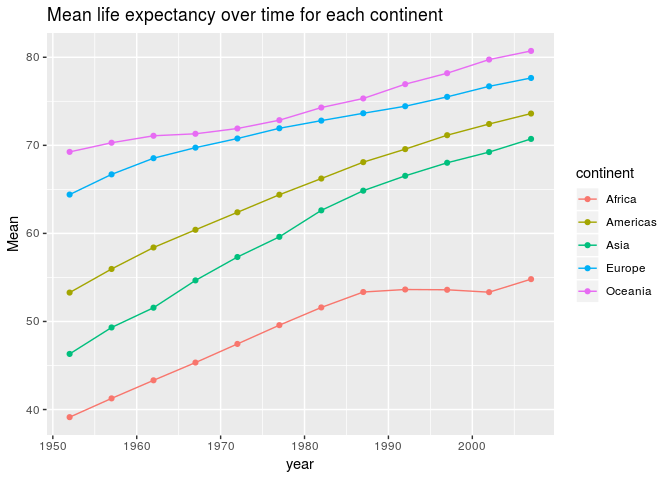 Mean life expectancy over time for each continent
80
70
60
50
40
Mean
1950 1960 1970 1980 1990 2000
year
continent
Africa
Americas
Asia
Europe
Oceania